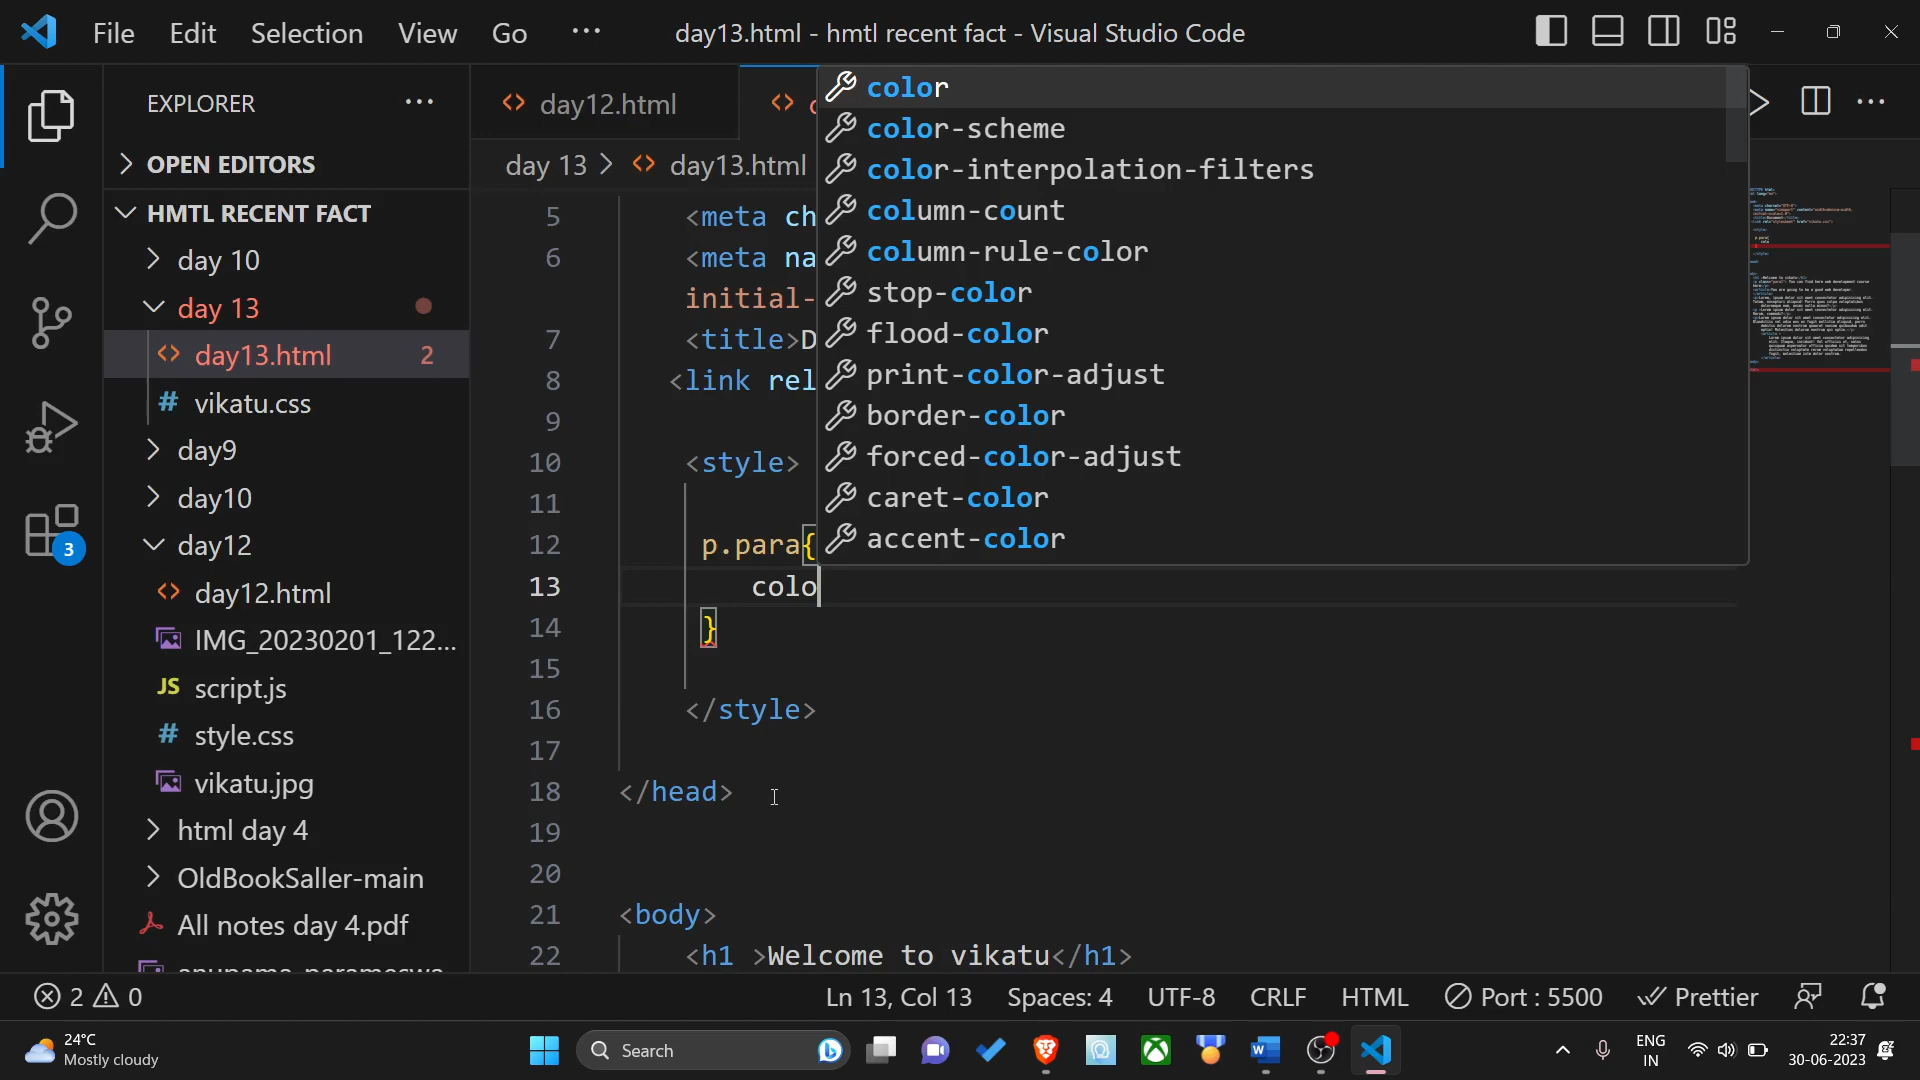 File Edit Selection View Go ··· day13.html - hmtl recent fact - Visual Studio Code
EXPLORER ···
OPEN EDITORS
HMTL RECENT FACT
day 10
day 13
day13.html 2
vikatu.css
day9
day10
day12
day12.html
IMG_20230201_122...
JS script.js
# style.css
vikatu.jpg
html day 4
OldBookSaller-main
All notes day 4.pdf
3
day12.html
day 13 > day13.html
5 <meta ch
6 <meta na
initial-
7 <title>D
8 <link rel
9
10 <style>
11
12 p.para{
13 colo
14 }
15
16 </style>
17
18 </head>
19
20
21 <body>
22 <h1 >Welcome to vikatu</h1>
color
color-scheme
color-interpolation-filters
column-count
column-rule-color
stop-color
flood-color
print-color-adjust
border-color
forced-color-adjust
caret-color
accent-color
2 0 Ln 13, Col 13 Spaces: 4 UTF-8 CRLF HTML Port : 5500 Prettier
24°C
Mostly cloudy
Search
ENG
IN
22:37
30-06-2023